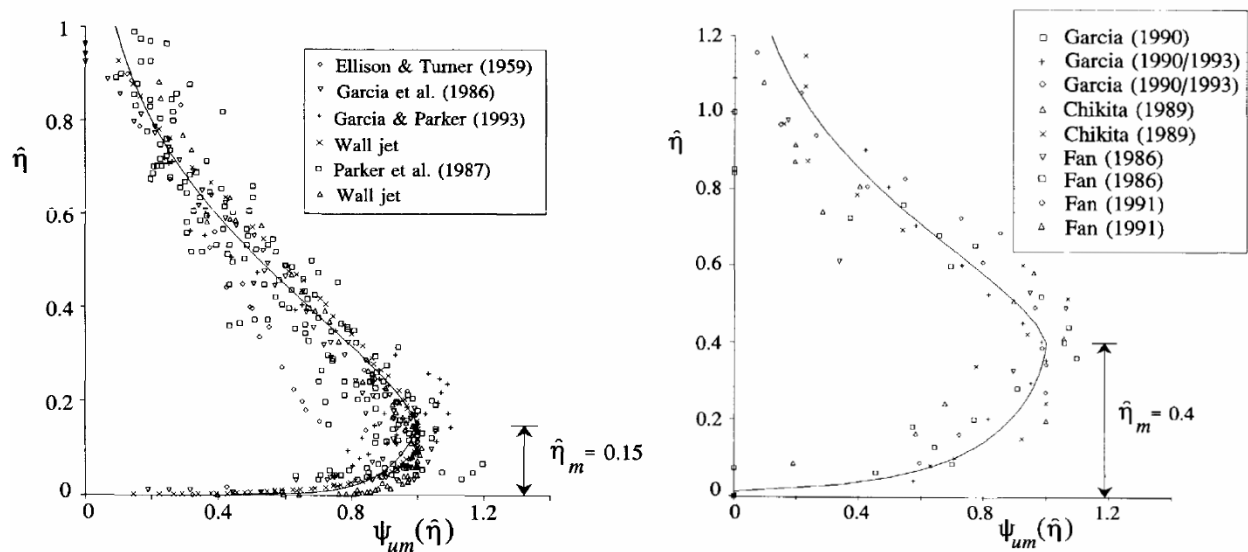 1
0.8
η̂
0.6
0.4
0.2
0
0
0.4
0.8
1.2
ψum(η̂)
Ellison & Turner (1959)
Garcia et al. (1986)
Garcia & Parker (1993)
Wall jet
Parker et al. (1987)
Wall jet
η̂m = 0.15
1.2
1.0
η̂
0.8
0.6
0.4
0.2
0
0
0.4
0.8
1.2
ψum(η̂)
Garcia (1990)
Garcia (1990/1993)
Garcia (1990/1993)
Chikita (1989)
Chikita (1989)
Fan (1986)
Fan (1986)
Fan (1991)
Fan (1991)
η̂m = 0.4